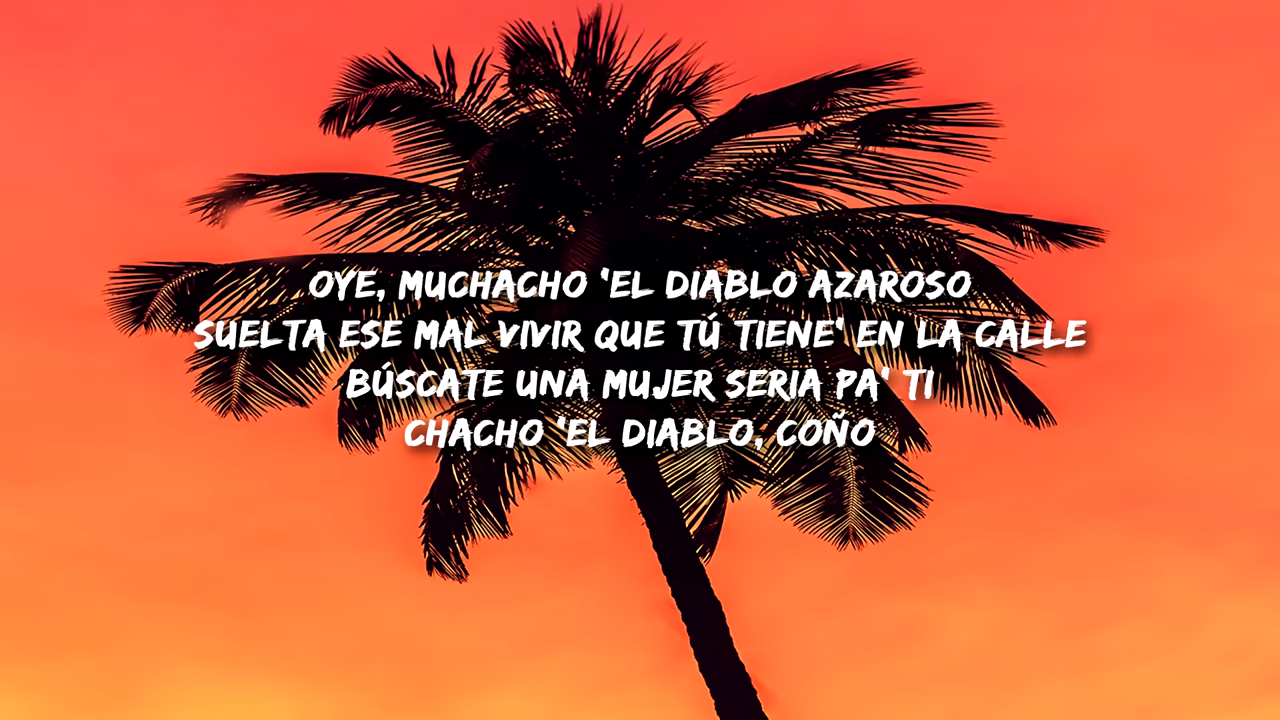 OYE, MUCHACHO 'EL DIABLO AZAROSO
SUELTA ESE MAL VIVIR QUE TÚ TIENE' EN LA CALLE
BÚSCATE UNA MUJER SERIA PA' TI
CHACHO 'EL DIABLO, COÑO